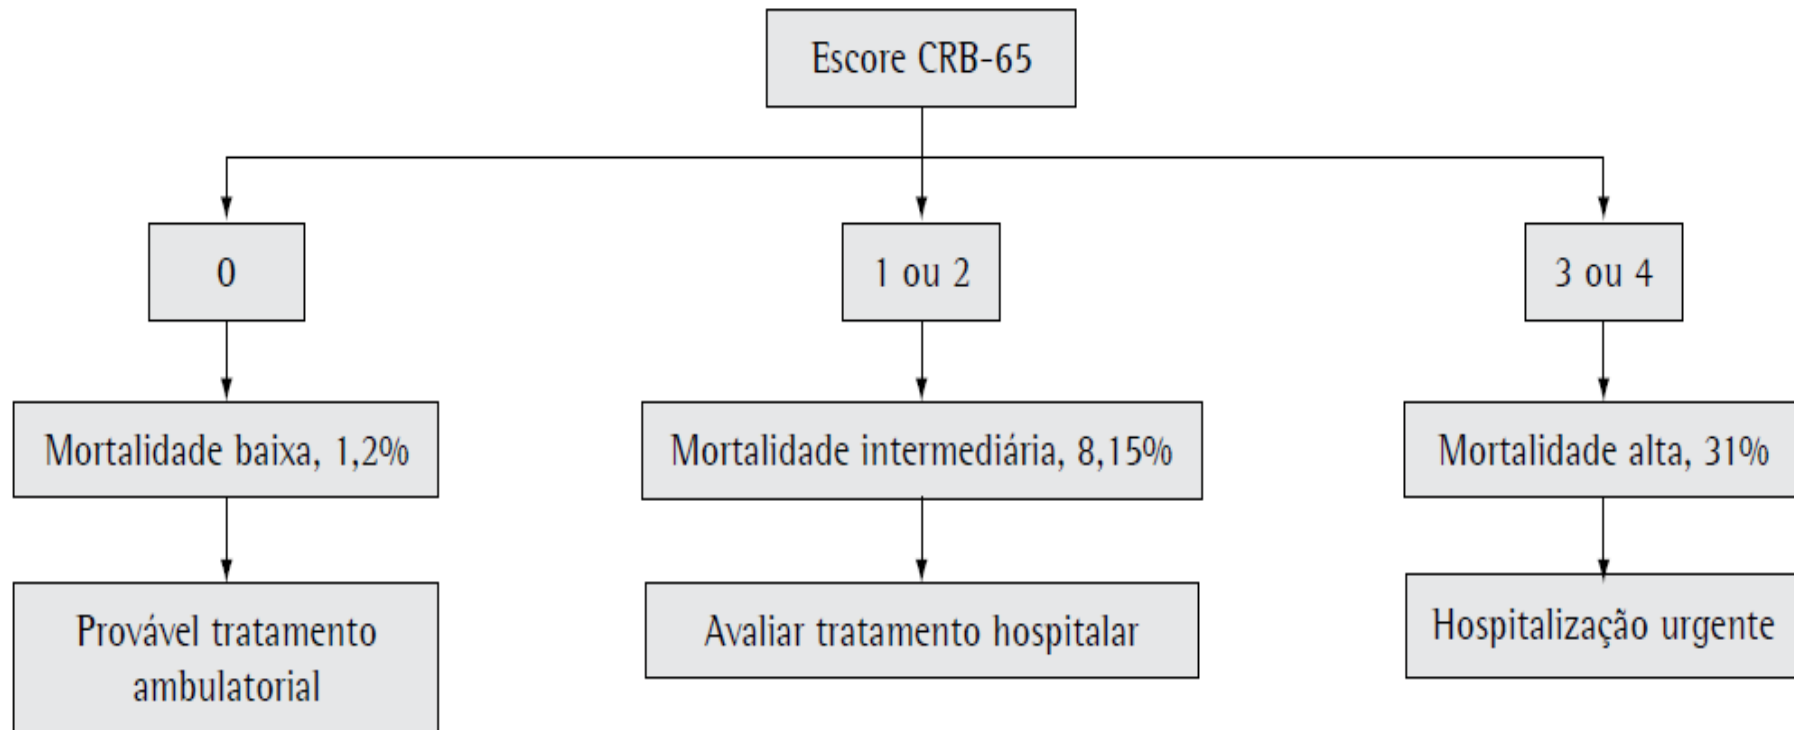 Escore CRB-65
0
1 ou 2
3 ou 4
Mortalidade baixa, 1,2%
Mortalidade intermediária, 8,15%
Mortalidade alta, 31%
Provável tratamento
ambulatorial
Avaliar tratamento hospitalar
Hospitalização urgente